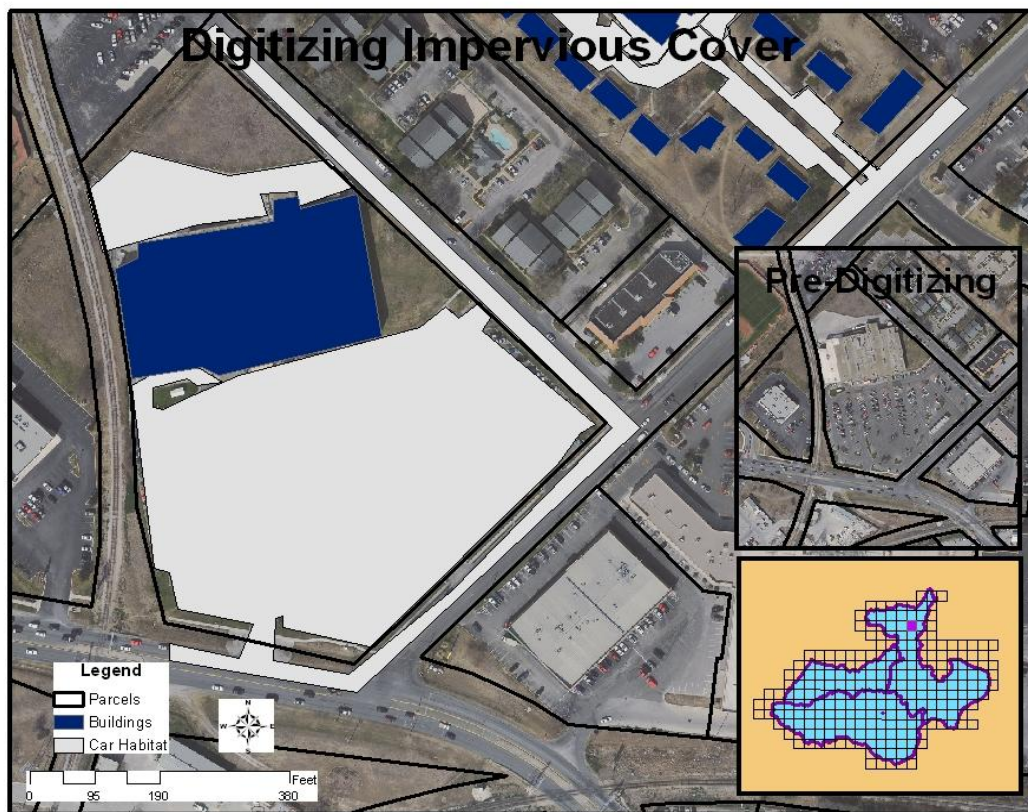 Digitizing Impervious Cover
Pre-Digitizing
Legend
Parcels
Buildings
Car Habitat
N
W E
S
Feet
0 95 190 380